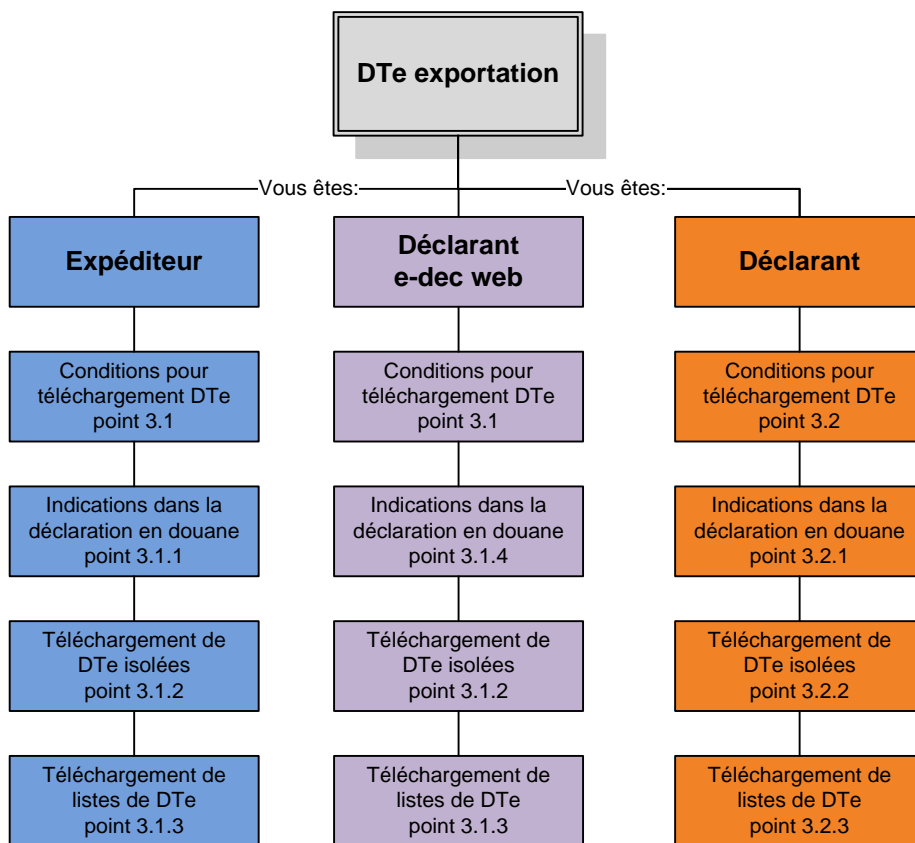 DTe exportation
Vous êtes:
Vous êtes:
Expéditeur
Déclarant
e-dec web
Déclarant
Conditions pour
téléchargement DTe
point 3.1
Conditions pour
téléchargement DTe
point 3.1
Conditions pour
téléchargement DTe
point 3.2
Indications dans la
déclaration en douane
point 3.1.1
Indications dans la
déclaration en douane
point 3.1.4
Indications dans la
déclaration en douane
point 3.2.1
Téléchargement de
DTe isolées
point 3.1.2
Téléchargement de
DTe isolées
point 3.1.2
Téléchargement de
DTe isolées
point 3.2.2
Téléchargement de
listes de DTe
point 3.1.3
Téléchargement de
listes de DTe
point 3.1.3
Téléchargement de
listes de DTe
point 3.2.3